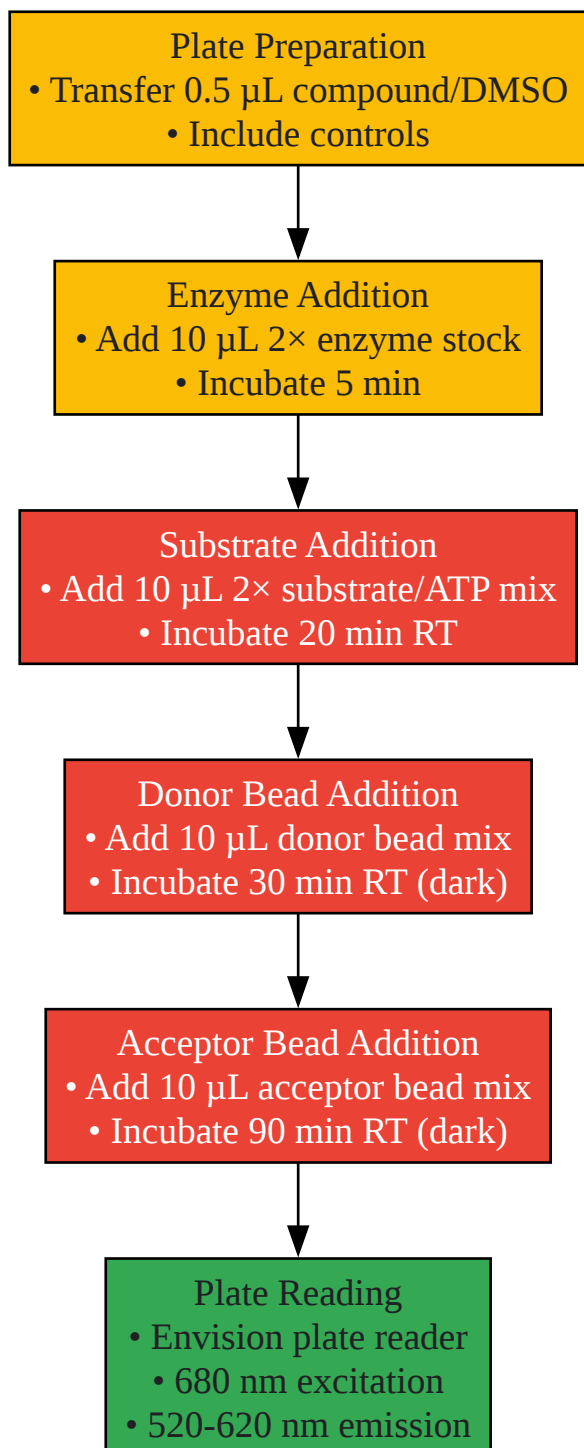 Plate Preparation
• Transfer 0.5 µL compound/DMSO
• Include controls
Enzyme Addition
• Add 10 µL 2× enzyme stock
• Incubate 5 min
Substrate Addition
• Add 10 µL 2× substrate/ATP mix
• Incubate 20 min RT
Donor Bead Addition
• Add 10 µL donor bead mix
• Incubate 30 min RT (dark)
Acceptor Bead Addition
• Add 10 µL acceptor bead mix
• Incubate 90 min RT (dark)
Plate Reading
• Envision plate reader
• 680 nm excitation
• 520-620 nm emission